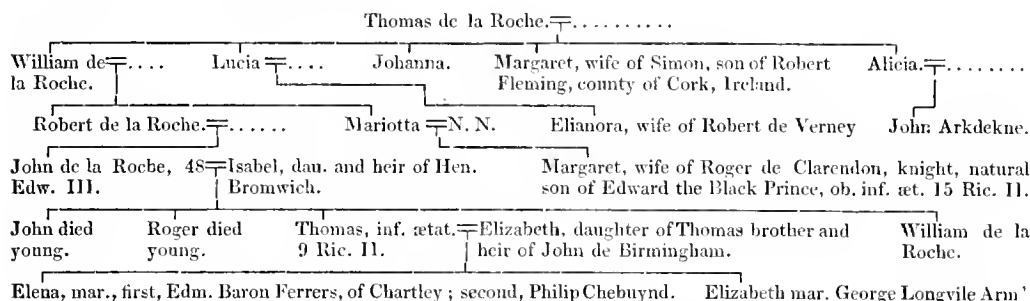 Thomas de la Roche.=.........
William de=.... Lucia=.... Johanna. Margaret, wife of Simon, son of Robert Alicia.=........
la Roche. Fleming, county of Cork, Ireland.
Robert de la Roche.=...... Mariotta=N. N. Elianora, wife of Robert de Verney John Arkdekne.
John de la Roche, 48=Isabel, dau. and heir of Hen. Margaret, wife of Roger de Clarendon, knight, natural
Edw. III. Bromwich. son of Edward the Black Prince, ob. inf. æt. 15 Ric. II.
John died Roger died Thomas, inf. ætat.=Elizabeth, daughter of Thomas brother and William de la
young. young. 9 Ric. II. heir of John de Birmingham. Roche.
Elena, mar., first, Edm. Baron Ferrers, of Chartley; second, Philip Chebuynd. Elizabeth mar. George Longvile Arm'